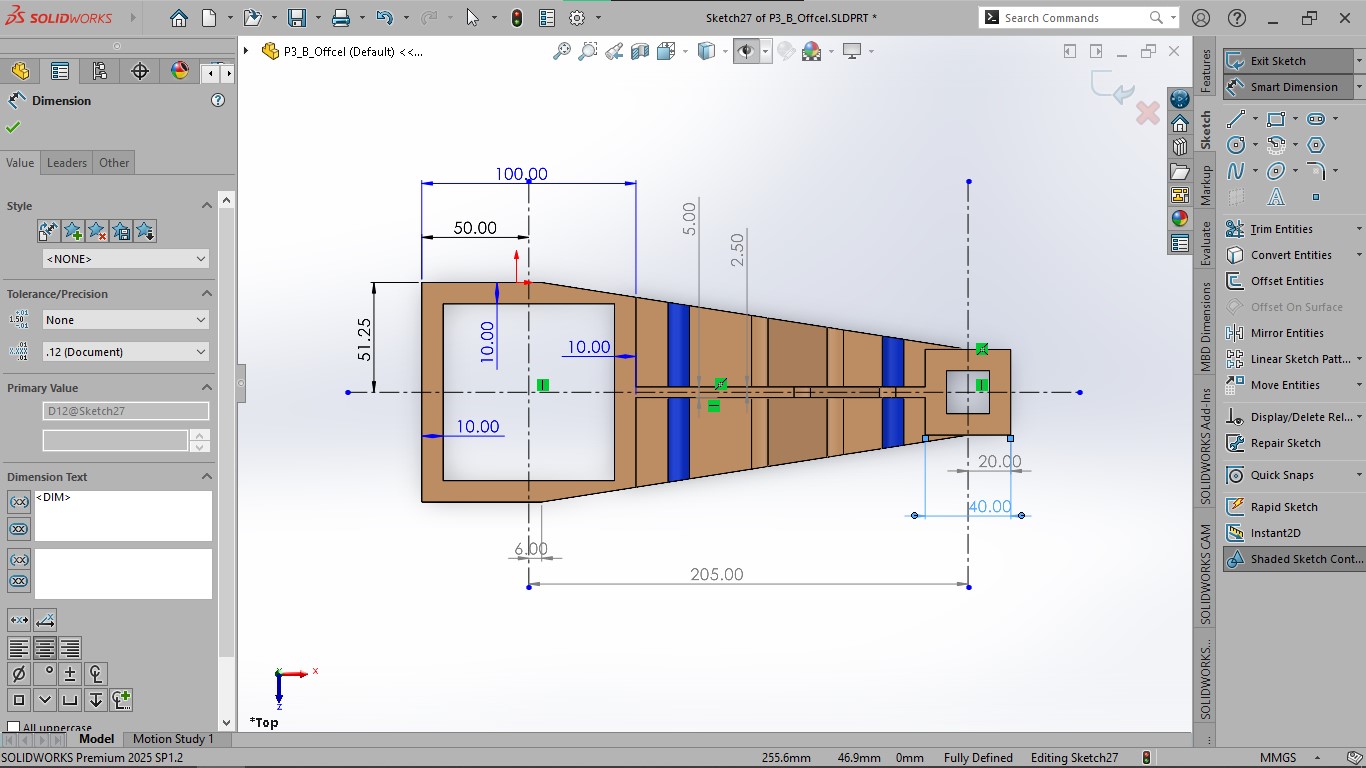 SOLIDWORKS
Sketch27 of P3_B_Offcel.SLDPRT *
Search Commands
P3_B_Offcel (Default) <<...
Dimension
Value
Leaders
Other
Style
<NONE>
Tolerance/Precision
None
.12 (Document)
Primary Value
D12@Sketch27
Dimension Text
<DIM>
All uppercase
100.00
50.00
51.25
10.00
10.00
10.00
5.00
2.50
20.00
40.00
6.00
205.00
X
Z
*Top
Features
Sketch
Markup
Evaluate
MBD Dimensions
SOLIDWORKS Add-Ins
SOLIDWORKS CAM
SOLIDWORKS...
Exit Sketch
Smart Dimension
Trim Entities
Convert Entities
Offset Entities
Offset On Surface
Mirror Entities
Linear Sketch Patt...
Move Entities
Display/Delete Rel...
Repair Sketch
Quick Snaps
Rapid Sketch
Instant2D
Shaded Sketch Cont...
Model
Motion Study 1
SOLIDWORKS Premium 2025 SP1.2
255.6mm
46.9mm
0mm
Fully Defined
Editing Sketch27
MMGS